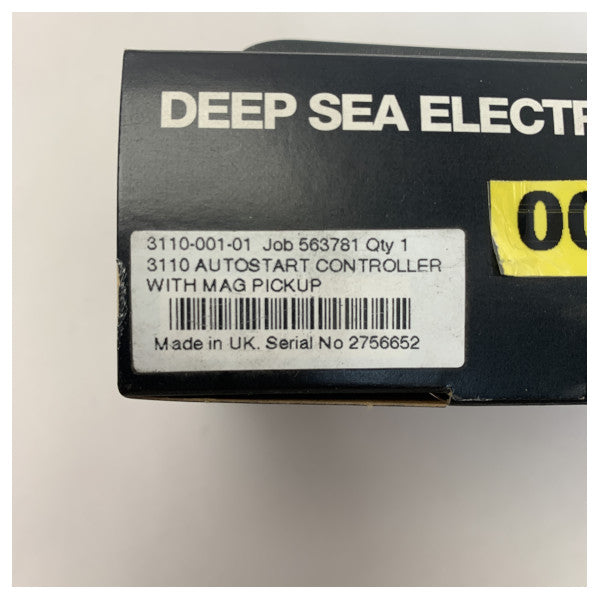 DEEP SEA ELECTR
00
3110-001-01 Job 563781 Qty 1
3110 AUTOSTART CONTROLLER
WITH MAG PICKUP
Made in UK. Serial No 2756652